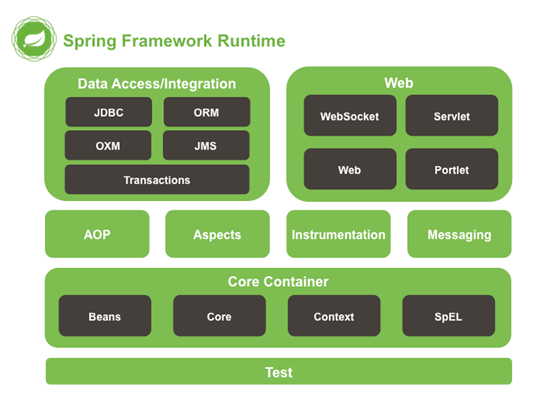 Spring Framework Runtime
Data Access/Integration
JDBC
ORM
OXM
JMS
Transactions
Web
WebSocket
Servlet
Web
Portlet
AOP
Aspects
Instrumentation
Messaging
Core Container
Beans
Core
Context
SpEL
Test